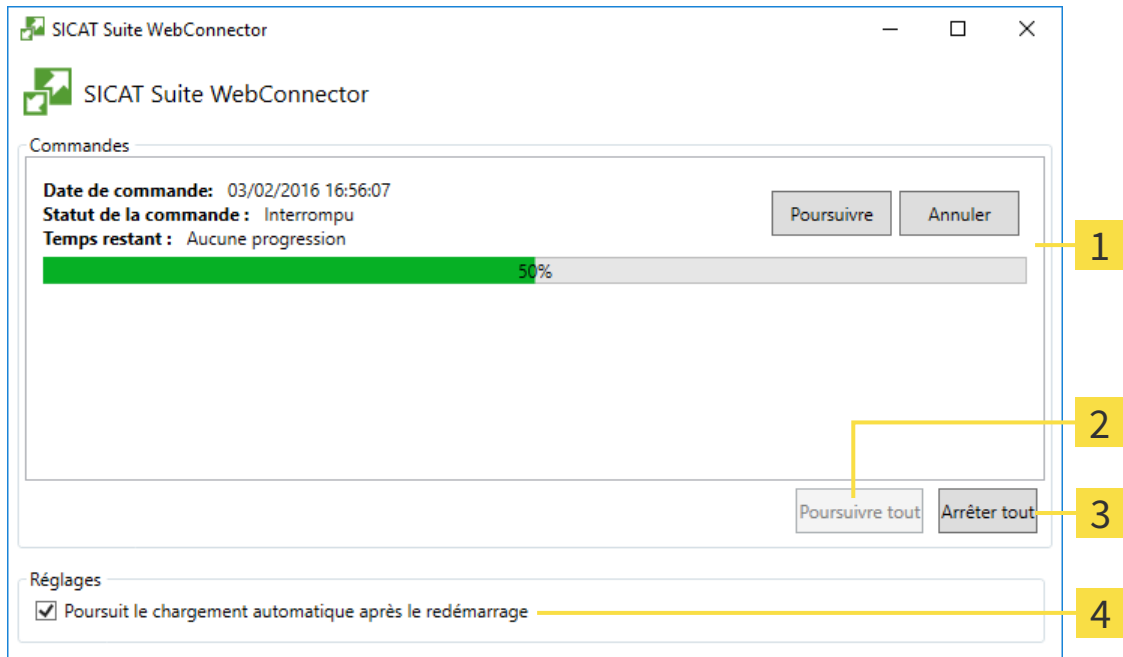 SICAT Suite WebConnector
SICAT Suite WebConnector
Commandes
Date de commande: 03/02/2016 16:56:07
Statut de la commande : Interrompu
Temps restant : Aucune progression
Poursuivre
Annuler
1
50%
2
Poursuivre tout
Arrêter tout
3
Réglages
Poursuit le chargement automatique après le redémarrage
4